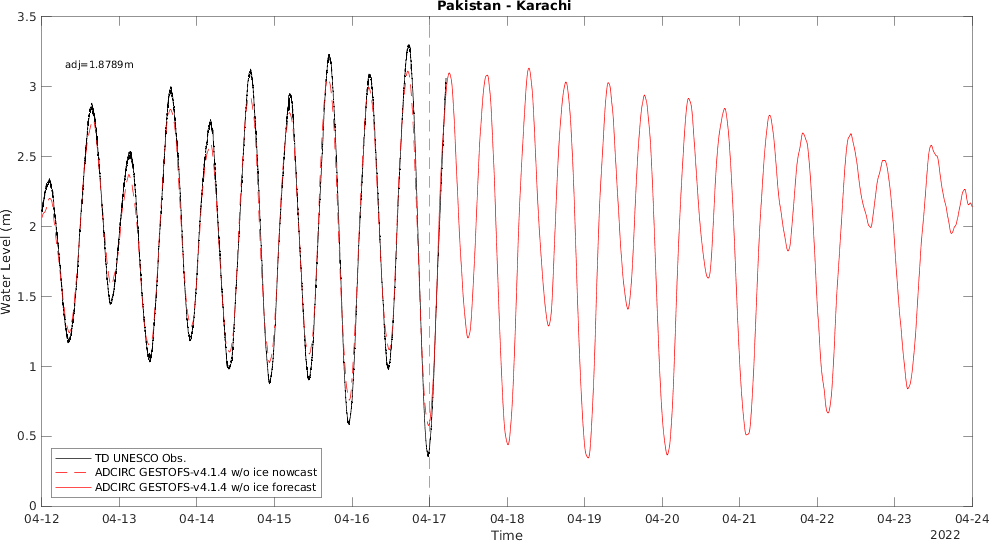 Pakistan - Karachi
3.5
adj=1.8789m
3
2.5
2
Water Level (m)
1.5
1
0.5
TD UNESCO Obs.
ADCIRC GESTOFS-v4.1.4 w/o ice nowcast
ADCIRC GESTOFS-v4.1.4 w/o ice forecast
0
04-12 04-13 04-14 04-15 04-16 04-17 04-18 04-19 04-20 04-21 04-22 04-23 04-24
Time
2022